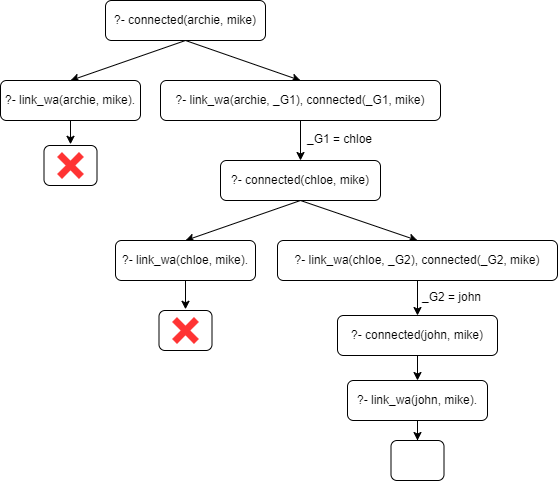 ?- connected(archie, mike)
?- link_wa(archie, mike).
?- link_wa(archie, _G1), connected(_G1, mike)
_G1 = chloe
?- connected(chloe, mike)
?- link_wa(chloe, mike).
?- link_wa(chloe, _G2), connected(_G2, mike)
_G2 = john
?- connected(john, mike)
?- link_wa(john, mike).